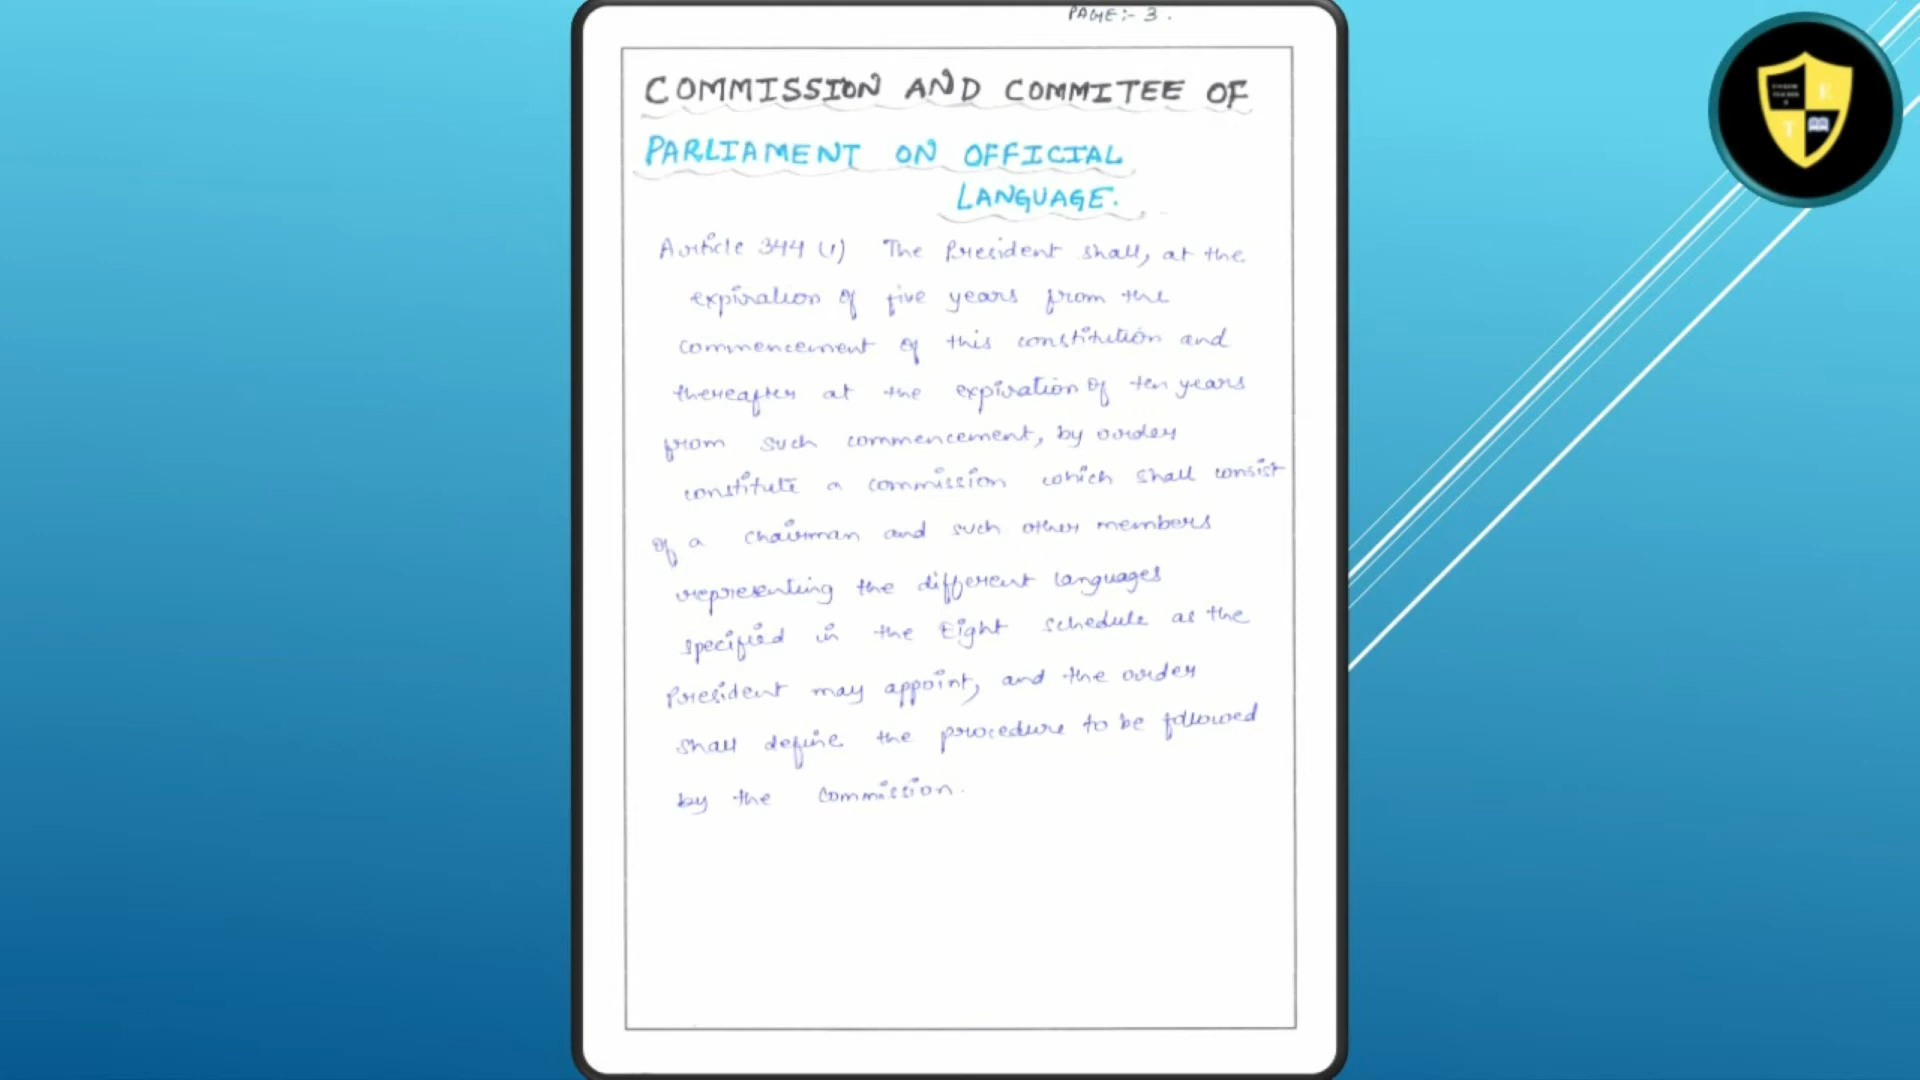 PAGE:- 3.
COMMISSION AND COMMITEE OF
PARLIAMENT ON OFFICIAL
LANGUAGE.
Article 344 (1) The President shall, at the
expiration of five years from the
commencement of this constitution and
thereafter at the expiration of ten years
from such commencement, by order
constitute a commission which shall consist
of a chairman and such other members
representing the different languages
specified in the Eight schedule as the
President may appoint, and the order
shall define the procedure to be followed
by the commission.
E
T